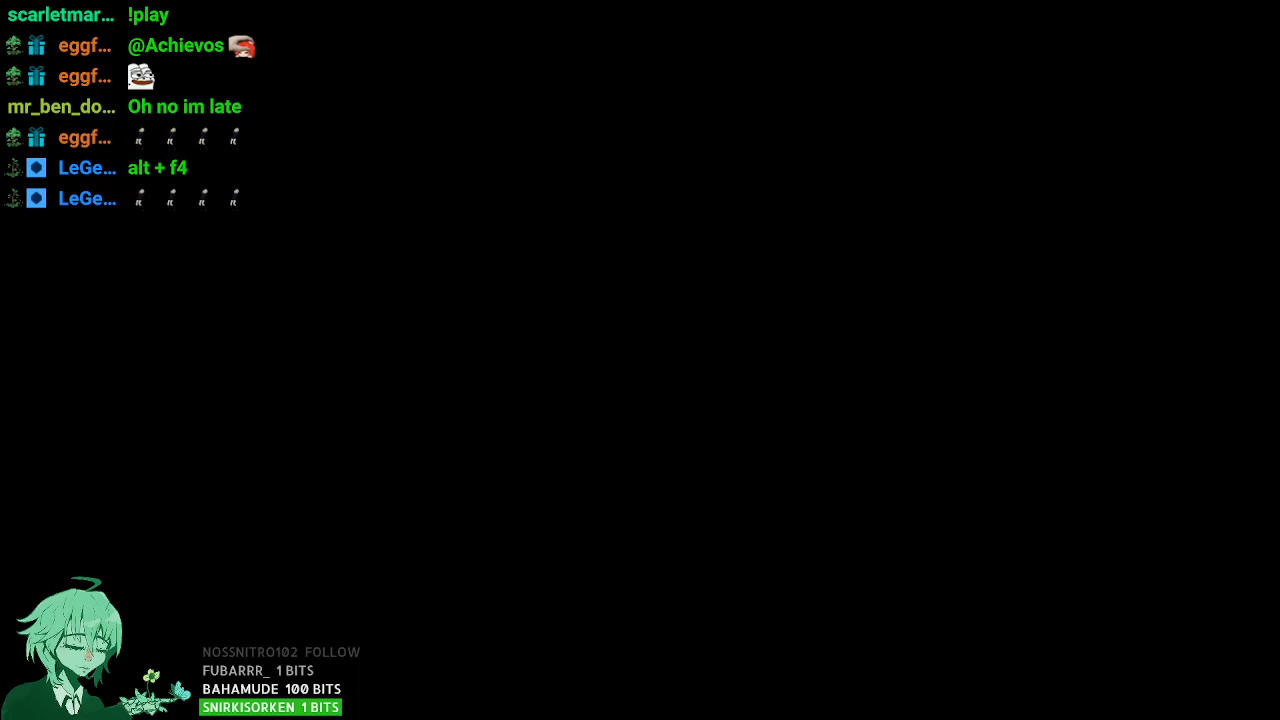 scarletmar... !play
eggf... @Achievos
eggf...
mr_ben_do... Oh no im late
eggf...
LeGe... alt + f4
LeGe...
NOSSNITRO102 FOLLOW
FUBARRR_ 1 BITS
BAHAMUDE 100 BITS
SNIRKISORKEN 1 BITS